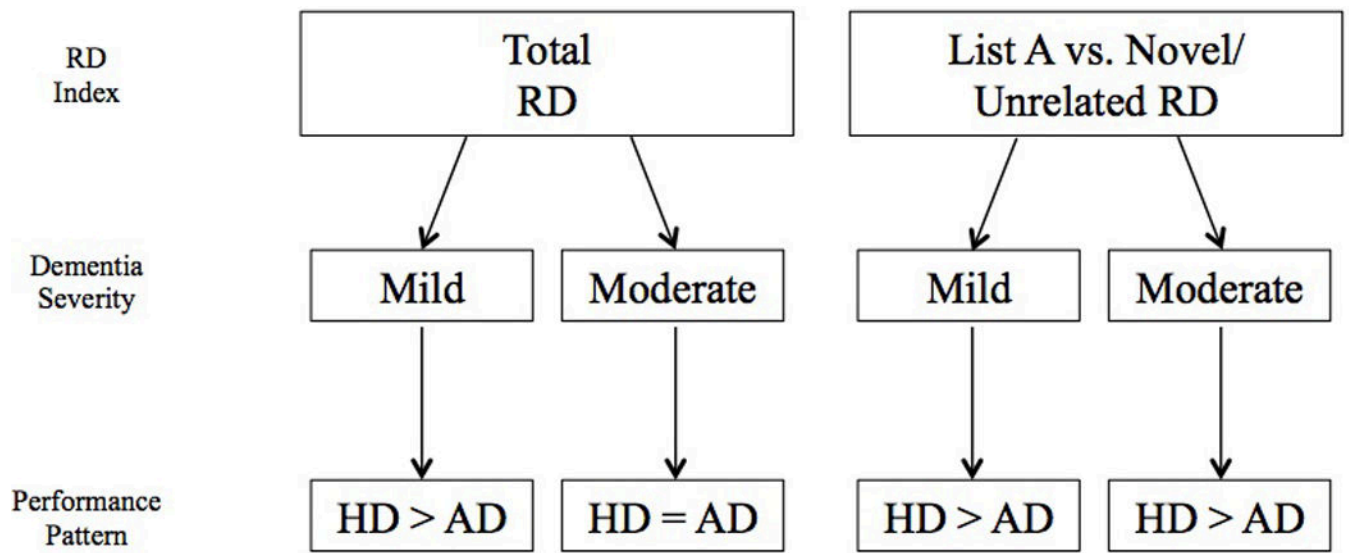 RD
Index
Total
RD
List A vs. Novel/
Unrelated RD
Dementia
Severity
Mild
Moderate
Mild
Moderate
Performance
Pattern
HD > AD
HD = AD
HD > AD
HD > AD